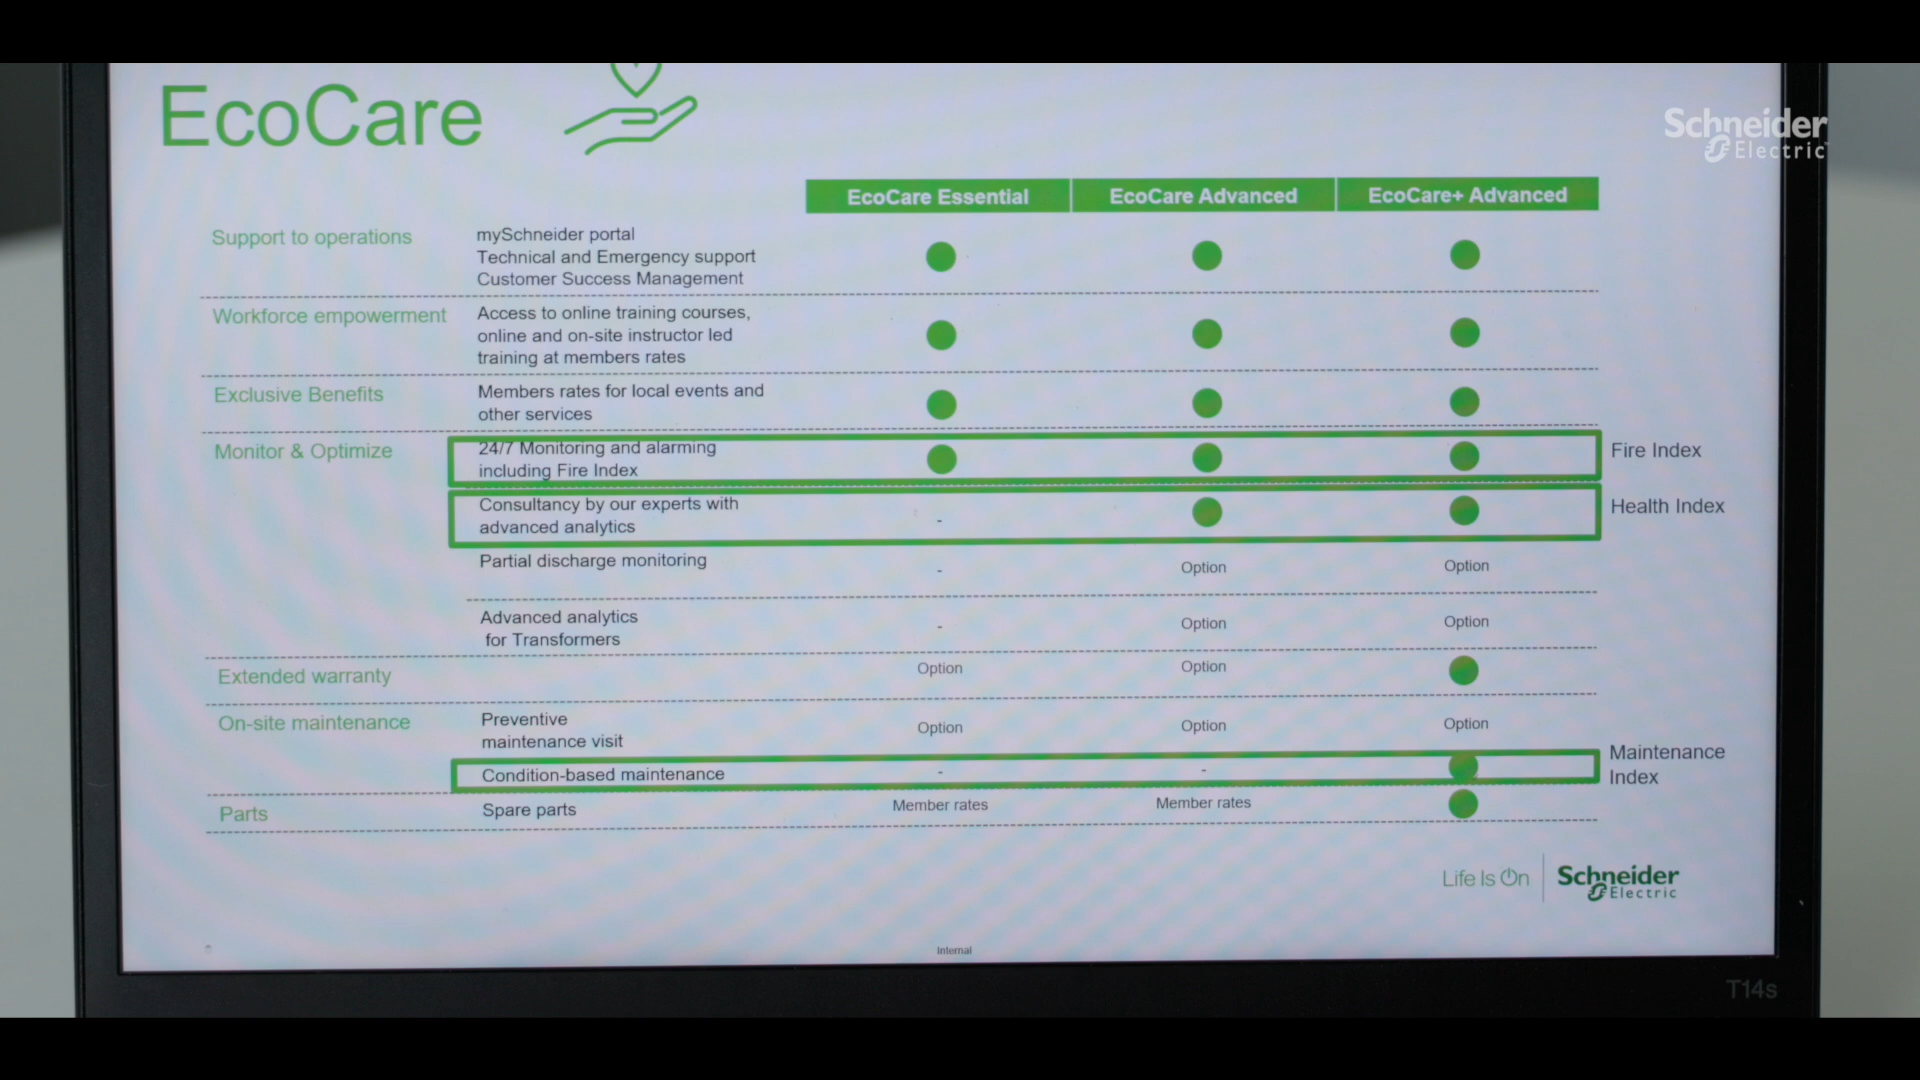 EcoCare
Schneider
Electric
EcoCare Essential
EcoCare Advanced
EcoCare+ Advanced
Support to operations
mySchneider portal
Technical and Emergency support
Customer Success Management
Workforce empowerment
Access to online training courses,
online and on-site instructor led
training at members rates
Exclusive Benefits
Members rates for local events and
other services
Monitor & Optimize
24/7 Monitoring and alarming
including Fire Index
Fire Index
Consultancy by our experts with
advanced analytics
-
Health Index
Partial discharge monitoring
-
Option
Option
Advanced analytics
for Transformers
-
Option
Option
Extended warranty
Option
Option
On-site maintenance
Preventive
maintenance visit
Option
Option
Option
Condition-based maintenance
-
-
Maintenance
Index
Parts
Spare parts
Member rates
Member rates
Life Is On
Schneider
Electric
Internal
T14s